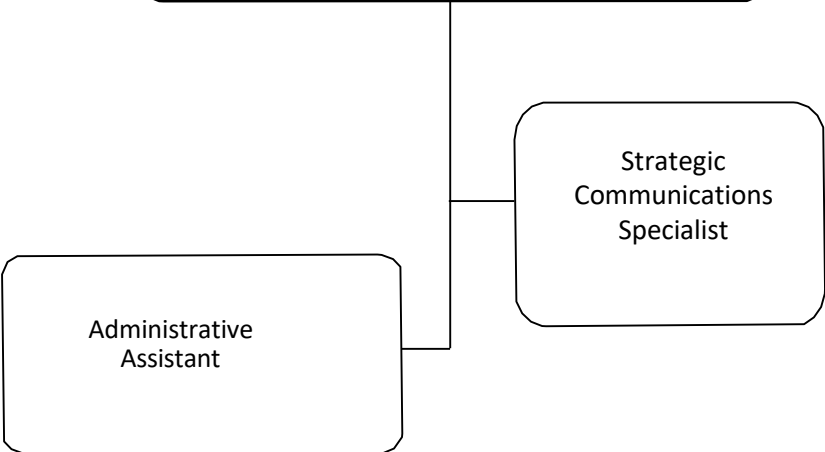 Strategic
Communications
Specialist
Administrative
Assistant